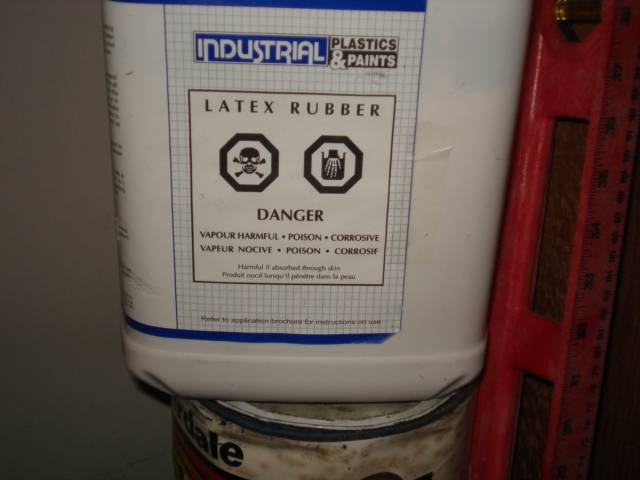 INDUSTRIAL PLASTICS & PAINTS
LATEX RUBBER
DANGER
VAPOUR HARMFUL • POISON • CORROSIVE
VAPEUR NOCIVE • POISON • CORROSIF
Harmful if absorbed through skin
Produit nocif lorsqu'il pénètre dans la peau
Refer to application brochure for instructions on use
dale